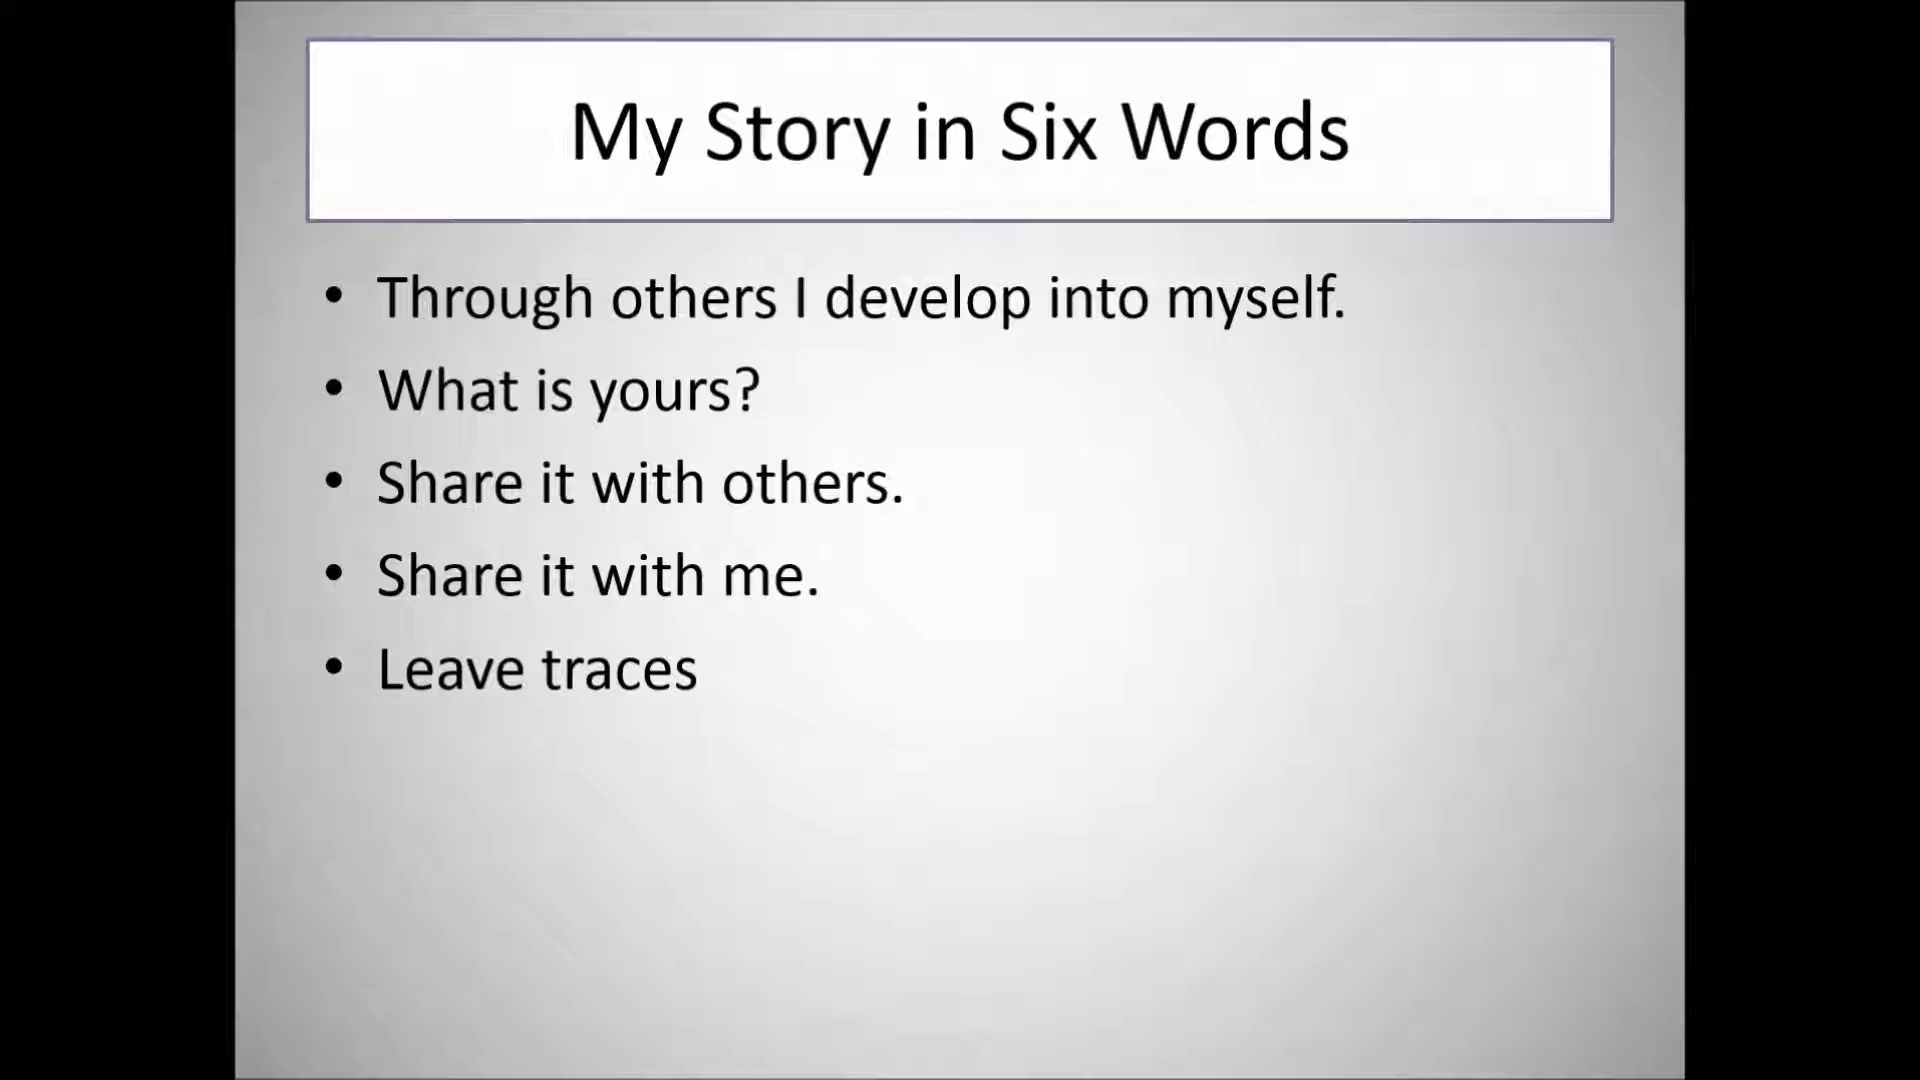 My Story in Six Words
• Through others I develop into myself.
• What is yours?
• Share it with others.
• Share it with me.
• Leave traces